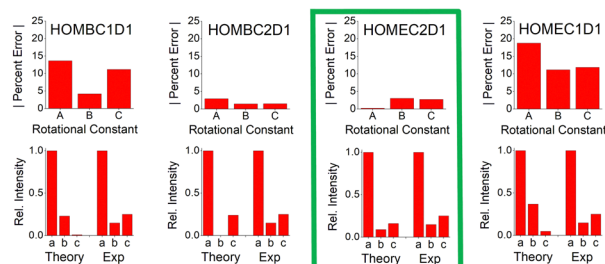 HOMBC1D1
| Percent Error |
25
20
15
10
5
0
A B C
Rotational Constant
HOMBC2D1
| Percent Error |
25
20
15
10
5
0
A B C
Rotational Constant
HOMEC2D1
| Percent Error |
25
20
15
10
5
0
A B C
Rotational Constant
HOMEC1D1
| Percent Error |
25
20
15
10
5
0
A B C
Rotational Constant
Rel. Intensity
1.0
0.5
0.0
a b c a b c
Theory Exp
Rel. Intensity
1.0
0.5
0.0
a b c a b c
Theory Exp
Rel. Intensity
1.0
0.5
0.0
a b c a b c
Theory Exp
Rel. Intensity
1.0
0.5
0.0
a b c a b c
Theory Exp